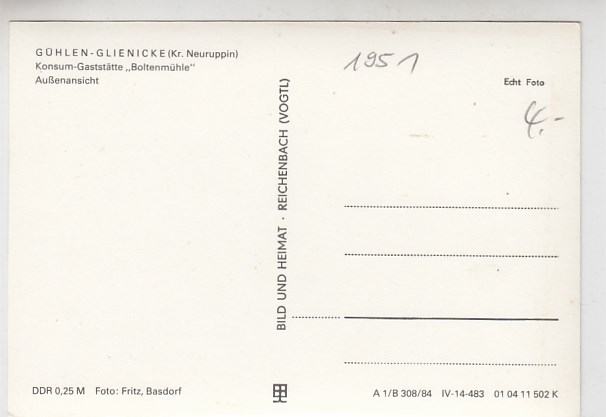 GÜHLEN-GLIENICKE (Kr. Neuruppin)
Konsum-Gaststätte „Boltenmühle"
Außenansicht
1951
Echt Foto
4.-
BILD UND HEIMAT · REICHENBACH (VOGTL)
DDR 0,25 M Foto: Fritz, Basdorf
A 1/B 308/84 IV-14-483 01 04 11 502 K